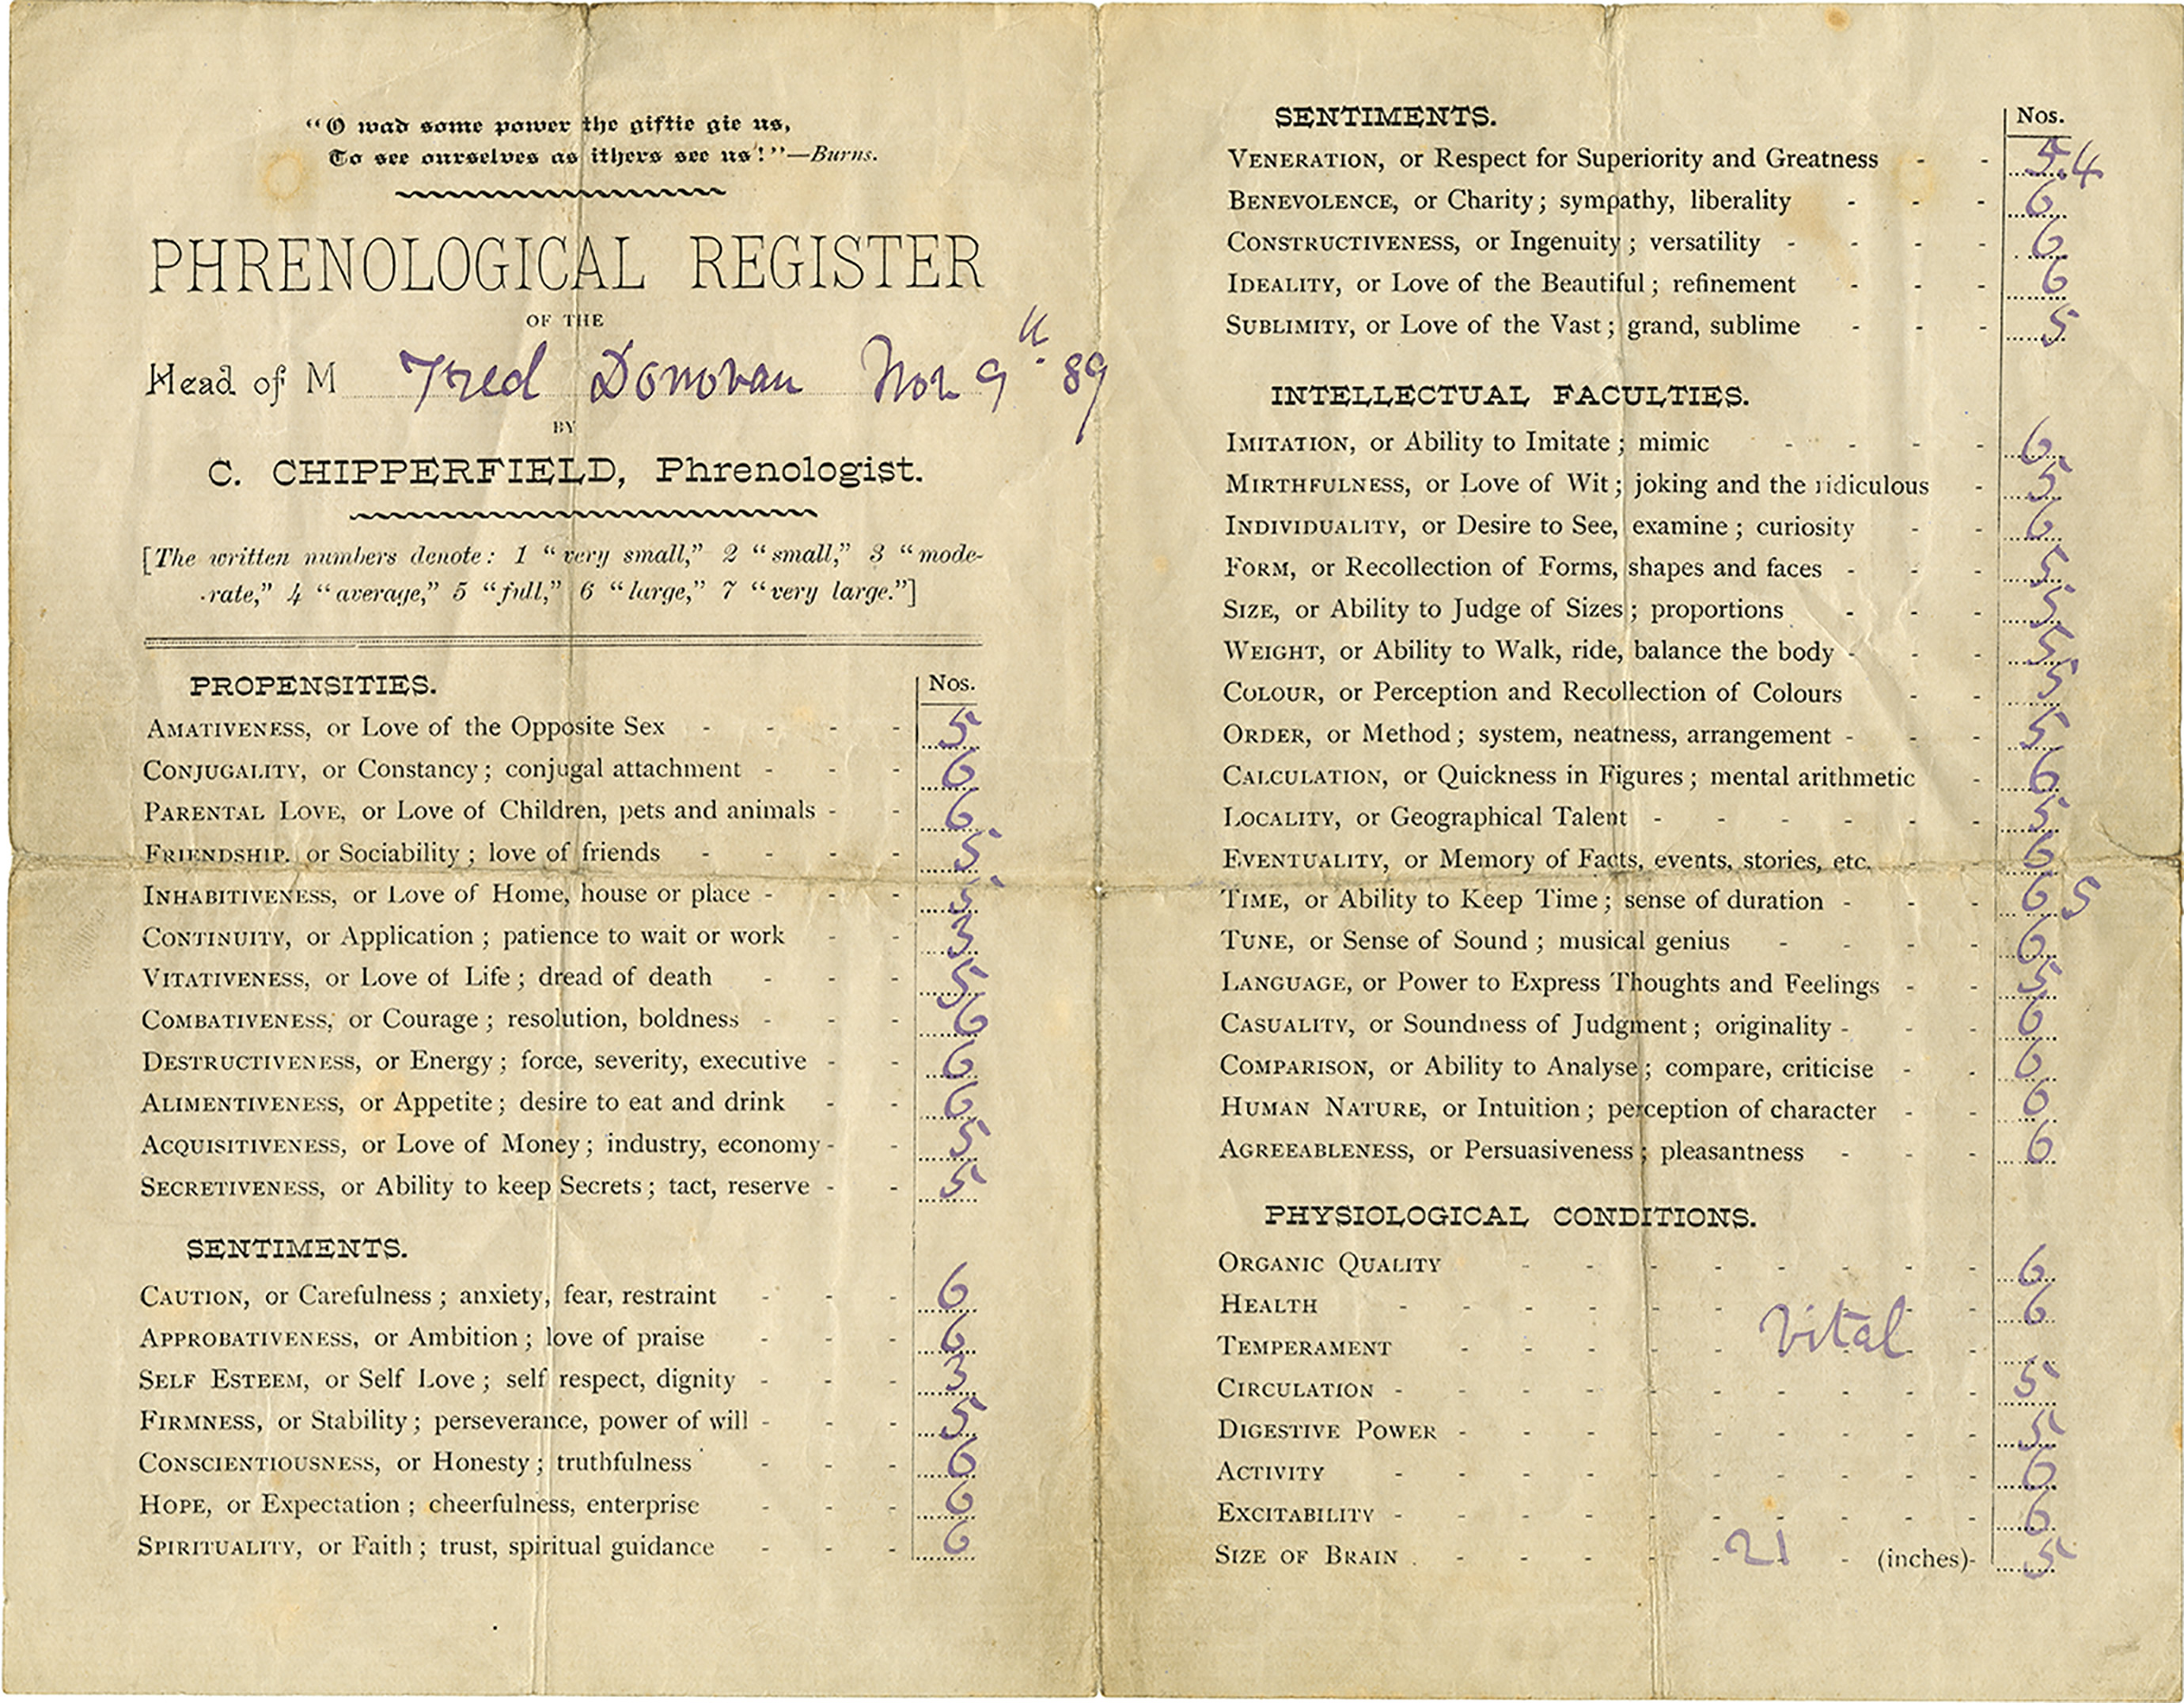 "O wad some power the giftie gie us,
To see ourselves as ithers see us!"—Burns.
PHRENOLOGICAL REGISTER
OF THE
Head of M Fred Donovan Nov 9th 89
BY
C. CHIPPERFIELD, Phrenologist.
[The written numbers denote: 1 "very small," 2 "small," 3 "mode-
rate," 4 "average," 5 "full," 6 "large," 7 "very large."]
PROPENSITIES. Nos.
AMATIVENESS, or Love of the Opposite Sex - - - - 5
CONJUGALITY, or Constancy; conjugal attachment - - - 6
PARENTAL LOVE, or Love of Children, pets and animals - - 6
FRIENDSHIP. or Sociability; love of friends - - - - 5
INHABITIVENESS, or Love of Home, house or place - - - 5
CONTINUITY, or Application; patience to wait or work - - 3
VITATIVENESS, or Love of Life; dread of death - - - 5
COMBATIVENESS, or Courage; resolution, boldness - - - 6
DESTRUCTIVENESS, or Energy; force, severity, executive - - 6
ALIMENTIVENESS, or Appetite; desire to eat and drink - - 6
ACQUISITIVENESS, or Love of Money; industry, economy - - 5
SECRETIVENESS, or Ability to keep Secrets; tact, reserve - - 5
SENTIMENTS.
CAUTION, or Carefulness; anxiety, fear, restraint - - - 6
APPROBATIVENESS, or Ambition; love of praise - - - 6
SELF ESTEEM, or Self Love; self respect, dignity - - - 3
FIRMNESS, or Stability; perseverance, power of will - - - 5
CONSCIENTIOUSNESS, or Honesty; truthfulness - - - 6
HOPE, or Expectation; cheerfulness, enterprise - - - 6
SPIRITUALITY, or Faith; trust, spiritual guidance - - - 6
SENTIMENTS. Nos.
VENERATION, or Respect for Superiority and Greatness - - 5.4
BENEVOLENCE, or Charity; sympathy, liberality - - - 6
CONSTRUCTIVENESS, or Ingenuity; versatility - - - - 6
IDEALITY, or Love of the Beautiful; refinement - - - 6
SUBLIMITY, or Love of the Vast; grand, sublime - - - 5
INTELLECTUAL FACULTIES.
IMITATION, or Ability to Imitate; mimic - - - - 6
MIRTHFULNESS, or Love of Wit; joking and the ridiculous - 5
INDIVIDUALITY, or Desire to See, examine; curiosity - - 6
FORM, or Recollection of Forms, shapes and faces - - - 5
SIZE, or Ability to Judge of Sizes; proportions - - - 5
WEIGHT, or Ability to Walk, ride, balance the body - - - 5
COLOUR, or Perception and Recollection of Colours - - 5
ORDER, or Method; system, neatness, arrangement - - - 5
CALCULATION, or Quickness in Figures; mental arithmetic - 6
LOCALITY, or Geographical Talent - - - - - - 5
EVENTUALITY, or Memory of Facts, events, stories, etc. - - 6
TIME, or Ability to Keep Time; sense of duration - - - 6 5
TUNE, or Sense of Sound; musical genius - - - - 6
LANGUAGE, or Power to Express Thoughts and Feelings - - 5
CASUALITY, or Soundness of Judgment; originality - - - 6
COMPARISON, or Ability to Analyse; compare, criticise - - 6
HUMAN NATURE, or Intuition; perception of character - - 6
AGREEABLENESS, or Persuasiveness; pleasantness - - - 6
PHYSIOLOGICAL CONDITIONS.
ORGANIC QUALITY - - - - - - - - 6
HEALTH - - - - - - - - - - 6
TEMPERAMENT - - - - - Vital
CIRCULATION - - - - - - - - - - 5
DIGESTIVE POWER - - - - - - - - - 5
ACTIVITY - - - - - - - - - - 6
EXCITABILITY - - - - - - - - - - 6
SIZE OF BRAIN - - - - - 21 - (inches)- 5